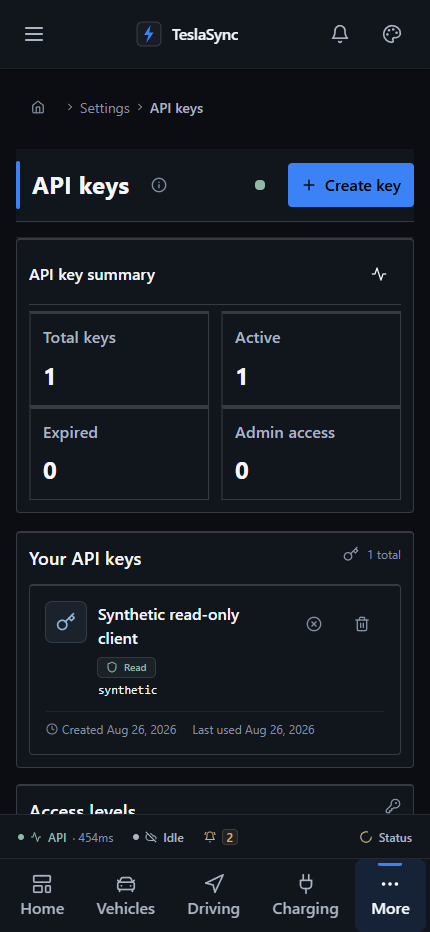 TeslaSync
Settings
API keys
API keys
Create key
API key summary
Total keys
1
Active
1
Expired
0
Admin access
0
Your API keys
1 total
Synthetic read-only
client
Read
synthetic
Created Aug 26, 2026
Last used Aug 26, 2026
Access levels
API · 454ms
Idle
2
Status
Home
Vehicles
Driving
Charging
More